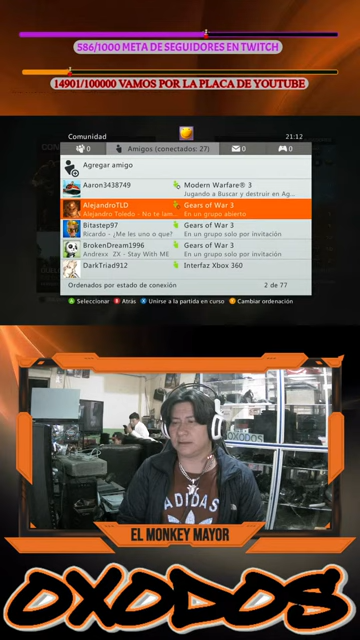 586/1000 META DE SEGUIDORES EN TWITCH
14901/100000 VAMOS POR LA PLACA DE YOUTUBE
Comunidad
21:12
0
Amigos (conectados: 27)
0
0
Agregar amigo
Aaron3438749
Modern Warfare® 3
Jugando a Buscar y destruir en Ag...
AlejandroTLD
Gears of War 3
Alejandro Toledo - No te iam...
En un grupo abierto
Bitastep97
Gears of War 3
Ricardo - ¿Me les uno o que?
En un grupo solo por invitación
BrokenDream1996
Gears of War 3
Andrexx ZX - Stay With ME
En un grupo solo por invitación
DarkTriad912
Interfaz Xbox 360
Ordenados por estado de conexión
2 de 77
A Seleccionar B Atrás X Unirse a la partida en curso Y Cambiar ordenación
OXODOS
ADIDAS
EL MONKEY MAYOR
OXODOS